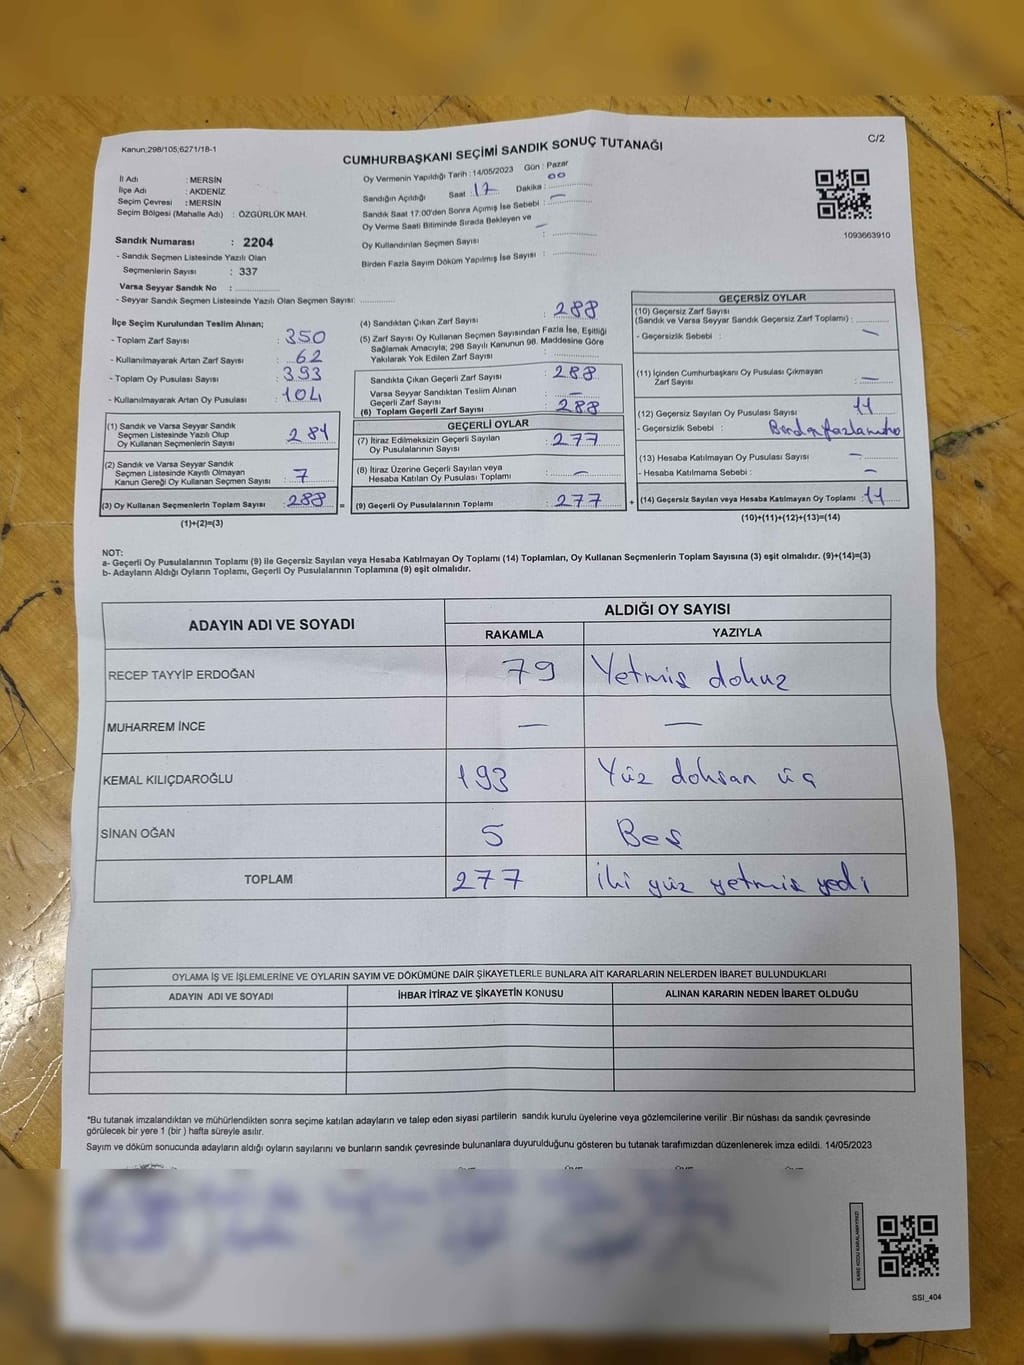 Kanun;298/105;6271/18-1
CUMHURBAŞKANI SEÇİMİ SANDIK SONUÇ TUTANAĞI
C/2
İl Adı : MERSİN
İlçe Adı : AKDENİZ
Seçim Çevresi : MERSİN
Seçim Bölgesi (Mahalle Adı) : ÖZGÜRLÜK MAH.
Sandık Numarası : 2204
- Sandık Seçmen Listesinde Yazılı Olan
Seçmenlerin Sayısı : 337
Varsa Seyyar Sandık No :
- Seyyar Sandık Seçmen Listesinde Yazılı Olan Seçmen Sayısı:
Oy Vermenin Yapıldığı Tarih : 14/05/2023 Gün : Pazar
Sandığın Açıldığı Saat : 17 Dakika : 00
Sandık Saat 17:00'den Sonra Açımış İse Sebebi : —
Oy Verme Saati Bitiminde Sırada Bekleyen ve —
Oy Kullandırılan Seçmen Sayısı :
Birden Fazla Sayım Döküm Yapılmış İse Sayısı :
1093663910
İlçe Seçim Kurulundan Teslim Alınan;
- Toplam Zarf Sayısı : 350
- Kullanılmayarak Artan Zarf Sayısı : 62
- Toplam Oy Pusulası Sayısı : 393
- Kullanılmayarak Artan Oy Pusulası : 104
(1) Sandık ve Varsa Seyyar Sandık
Seçmen Listesinde Yazılı Olup
Oy Kullanan Seçmenlerin Sayısı : 281
(2) Sandık ve Varsa Seyyar Sandık
Seçmen Listesinde Kayıtlı Olmayan
Kanun Gereği Oy Kullanan Seçmen Sayısı : 7
(3) Oy Kullanan Seçmenlerin Toplam Sayısı : 288 =
(1)+(2)=(3)
(4) Sandıktan Çıkan Zarf Sayısı : 288
(5) Zarf Sayısı Oy Kullanan Seçmen Sayısından Fazla İse, Eşitliği
Sağlamak Amacıyla; 298 Sayılı Kanunun 98. Maddesine Göre
Yakılarak Yok Edilen Zarf Sayısı :
Sandıkta Çıkan Geçerli Zarf Sayısı : 288
Varsa Seyyar Sandıktan Teslim Alınan
Geçerli Zarf Sayısı : —
(6) Toplam Geçerli Zarf Sayısı : 288
GEÇERLİ OYLAR
(7) İtiraz Edilmeksizin Geçerli Sayılan
Oy Pusulalarının Sayısı : 277
(8) İtiraz Üzerine Geçerli Sayılan veya
Hesaba Katılan Oy Pusulası Toplamı : —
(9) Geçerli Oy Pusulalarının Toplamı : 277 +
GEÇERSİZ OYLAR
(10) Geçersiz Zarf Sayısı
(Sandık ve Varsa Seyyar Sandık Geçersiz Zarf Toplamı) :
- Geçersizlik Sebebi : —
(11) İçinden Cumhurbaşkanı Oy Pusulası Çıkmayan
Zarf Sayısı : —
(12) Geçersiz Sayılan Oy Pusulası Sayısı : 11
- Geçersizlik Sebebi :
(13) Hesaba Katılmayan Oy Pusulası Sayısı : —
- Hesaba Katılmama Sebebi : —
(14) Geçersiz Sayılan veya Hesaba Katılmayan Oy Toplamı : 11
(10)+(11)+(12)+(13)=(14)
NOT:
a- Geçerli Oy Pusulalarının Toplamı (9) ile Geçersiz Sayılan veya Hesaba Katılmayan Oy Toplamı (14) Toplamları, Oy Kullanan Seçmenlerin Toplam Sayısına (3) eşit olmalıdır. (9)+(14)=(3)
b- Adayların Aldığı Oyların Toplamı, Geçerli Oy Pusulalarının Toplamına (9) eşit olmalıdır.
ADAYIN ADI VE SOYADI ALDIĞI OY SAYISI
RAKAMLA YAZIYLA
RECEP TAYYİP ERDOĞAN 79 Yetmiş dokuz
MUHARREM İNCE — —
KEMAL KILIÇDAROĞLU 193 Yüz doksan üç
SİNAN OĞAN 5 Beş
TOPLAM 277 İki yüz yetmiş yedi
OYLAMA İŞ VE İŞLEMLERİNE VE OYLARIN SAYIM VE DÖKÜMÜNE DAİR ŞİKAYETLERLE BUNLARA AİT KARARLARIN NELERDEN İBARET BULUNDUKLARI
ADAYIN ADI VE SOYADI İHBAR İTİRAZ VE ŞİKAYETİN KONUSU ALINAN KARARIN NEDEN İBARET OLDUĞU
*Bu tutanak imzalandıktan ve mühürlendikten sonra seçime katılan adayların ve talep eden siyasi partilerin sandık kurulu üyelerine veya gözlemcilerine verilir .Bir nüshası da sandık çevresinde
görülecek bir yere 1 (bir ) hafta süreyle asılır.
Sayım ve döküm sonucunda adayların aldığı oyların sayılarını ve bunların sandık çevresinde bulunanlara duyurulduğunu gösteren bu tutanak tarafımızdan düzenlenerek imza edildi. 14/05/2023
KARE KODU KARALAMAYINIZ!
SSI_404